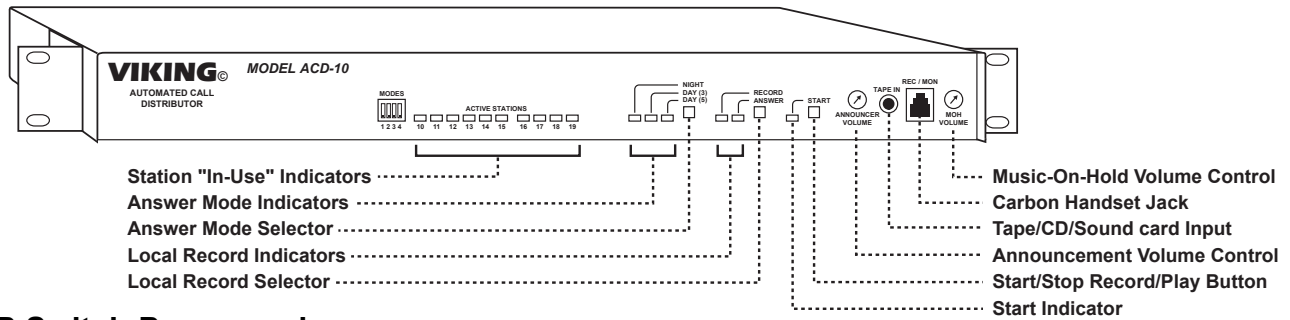 VIKING© MODEL ACD-10
AUTOMATED CALL
DISTRIBUTOR
MODES
1 2 3 4
ACTIVE STATIONS
10 11 12 13 14 15 16 17 18 19
NIGHT
DAY (3)
DAY (5)
RECORD
ANSWER
START
ANNOUNCER
VOLUME
TAPE IN
REC / MON
MOH
VOLUME
Station "In-Use" Indicators
Answer Mode Indicators
Answer Mode Selector
Local Record Indicators
Local Record Selector
Music-On-Hold Volume Control
Carbon Handset Jack
Tape/CD/Sound card Input
Announcement Volume Control
Start/Stop Record/Play Button
Start Indicator